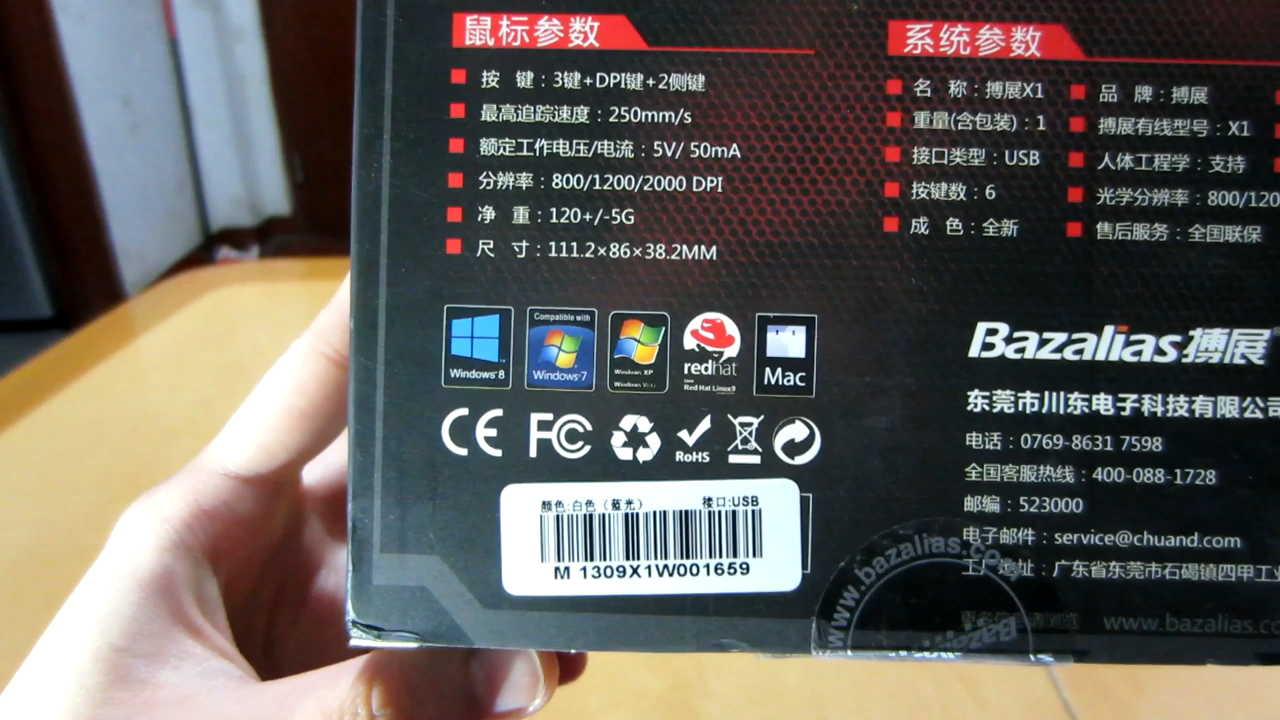 鼠标参数
按 键：3键+DPI键+2侧键
最高追踪速度：250mm/s
额定工作电压/电流：5V/ 50mA
分辨率：800/1200/2000 DPI
净 重：120+/-5G
尺 寸：111.2×86×38.2MM
系统参数
名 称：搏展X1
品 牌：搏展
重量(含包装)：1
搏展有线型号：X1
接口类型：USB
人体工程学：支持
按键数：6
光学分辨率：800/120
成 色：全新
售后服务：全国联保
Windows 8
Compatible with
Windows 7
Windows XP
Windows Vista
redhat
Red Hat Linux9
Mac
CE FC
RoHS
颜色:白色（蓝光） 接口:USB
M 1309X1W001659
Bazalias搏展
东莞市川东电子科技有限公司
电话：0769-8631 7598
全国客服热线：400-088-1728
邮编：523000
电子邮件：service@chuand.com
工厂地址：广东省东莞市石碣镇四甲工业
www.bazalias.co
www.bazalias.com
Bazalias